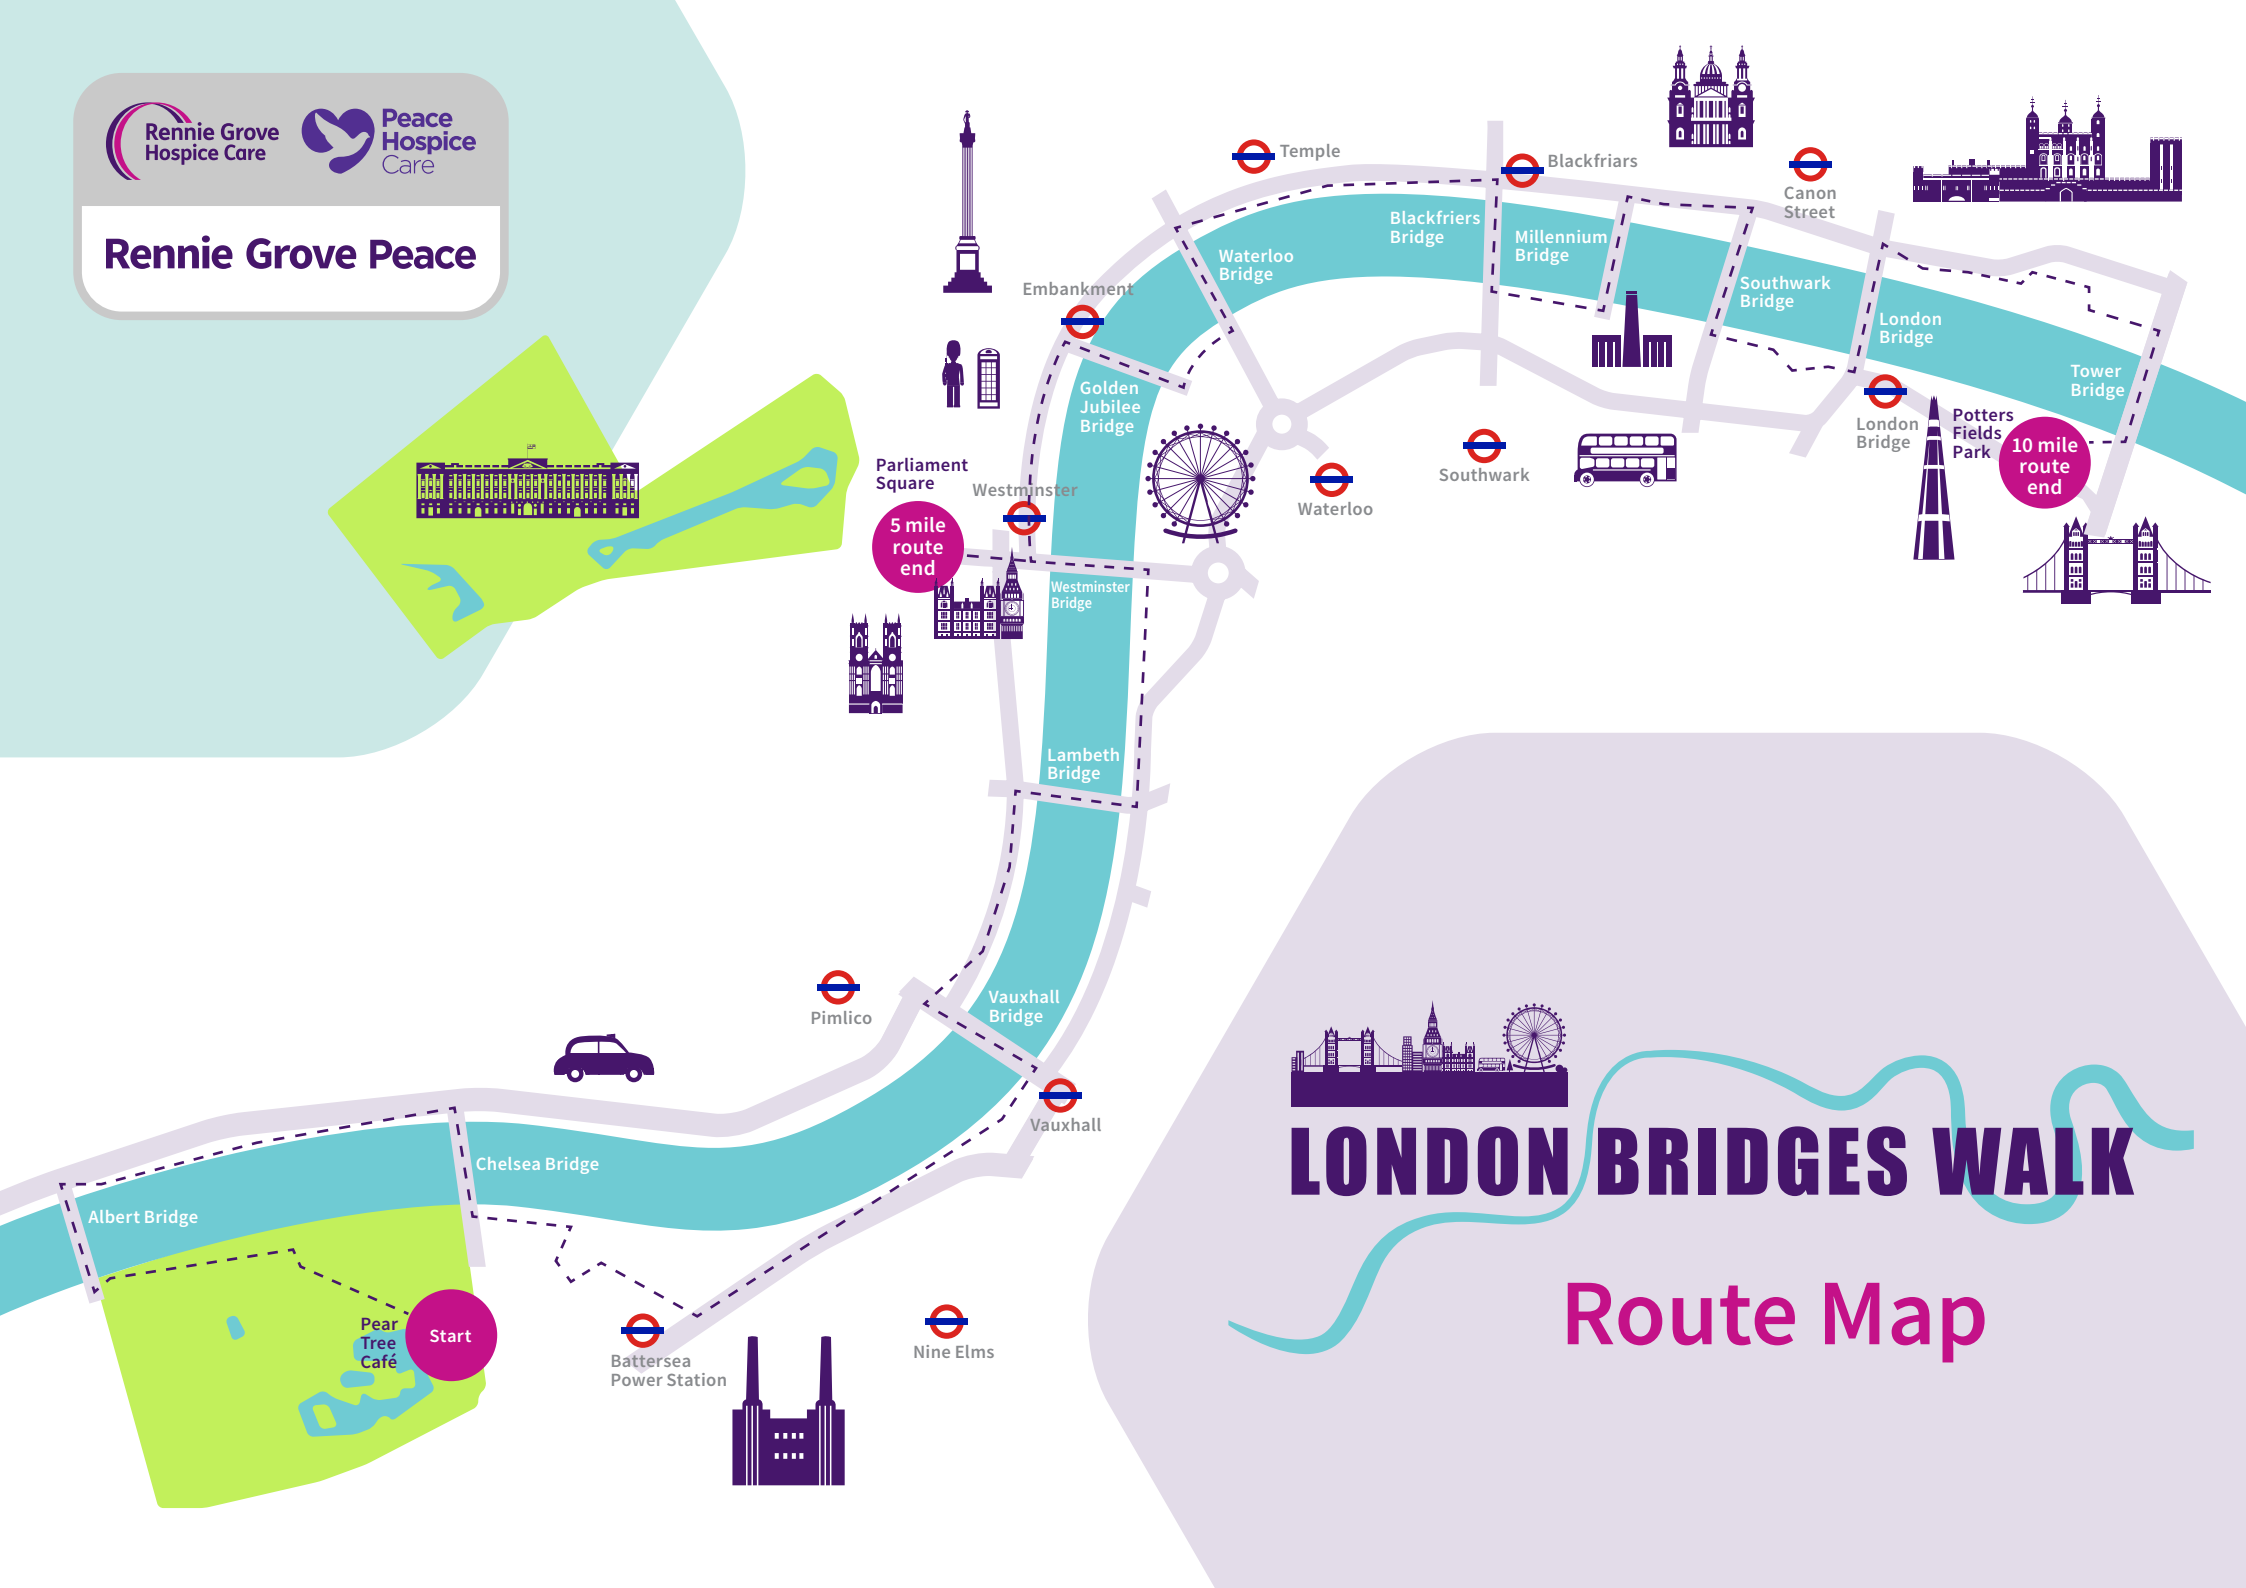 Rennie Grove
Hospice Care
Peace
Hospice
Care
Rennie Grove Peace
Temple
Blackfriars
Canon
Street
Blackfriers
Bridge
Millennium
Bridge
Waterloo
Bridge
Southwark
Bridge
London
Bridge
Tower
Bridge
Embankment
Golden
Jubilee
Bridge
Parliament
Square
Westminster
5 mile
route
end
Westminster
Bridge
Waterloo
Southwark
London
Bridge
Potters
Fields
Park
10 mile
route
end
Lambeth
Bridge
Pimlico
Vauxhall
Bridge
Vauxhall
Chelsea Bridge
Albert Bridge
Pear
Tree
Café
Start
Battersea
Power Station
Nine Elms
LONDON BRIDGES WALK
Route Map